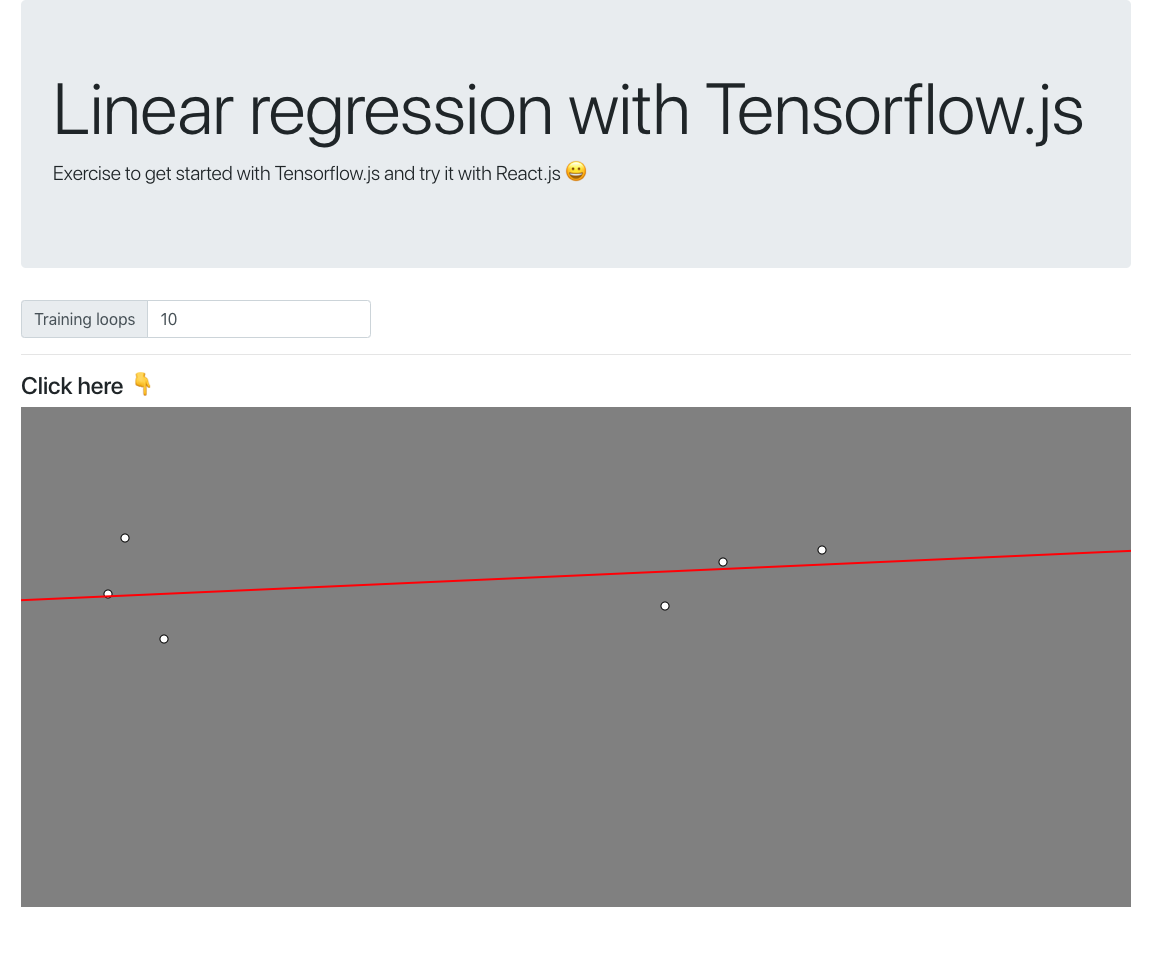 Linear regression with Tensorflow.js
Exercise to get started with Tensorflow.js and try it with React.js 😀
Training loops 10
Click here 👇